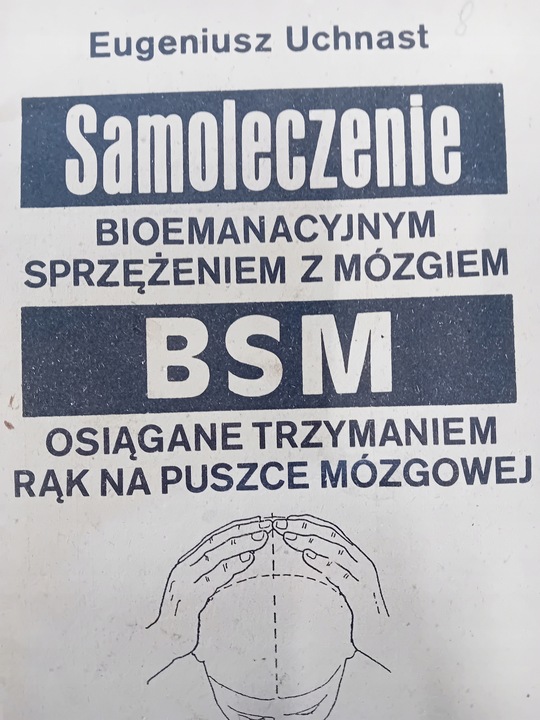 Eugeniusz Uchnast
Samoleczenie
BIOEMANACYJNYM
SPRZĘŻENIEM Z MÓZGIEM
BSM
OSIĄGANE TRZYMANIEM
RĄK NA PUSZCE MÓZGOWEJ